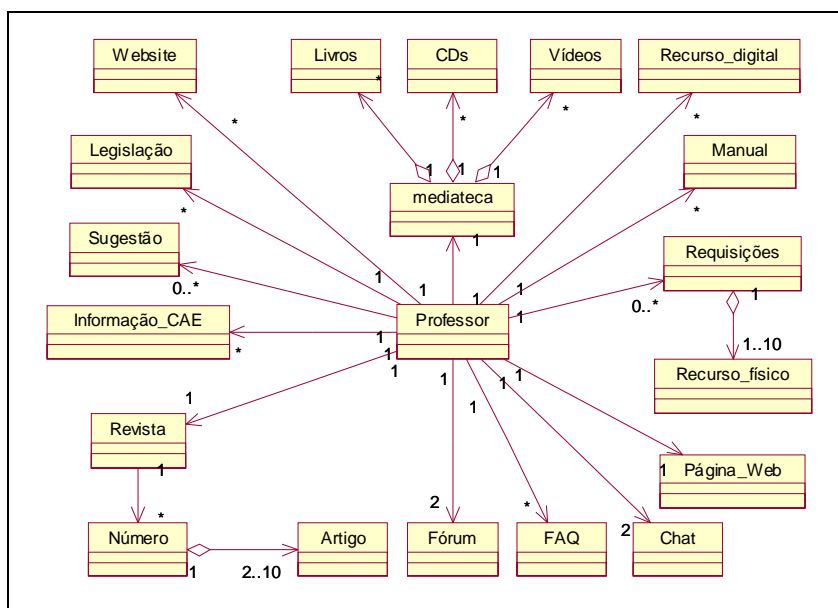 Website
Livros
CDs
Vídeos
Recurso_digital
*
*
*
*
*
Legislação
Manual
1
1
1
mediateca
*
*
Sugestão
Requisições
1
0..*
1
1
1
1
0..*
1
Informação_CAE
Professor
1
*
1
1
1..10
Recurso_físico
1
1
1
1
1
1
Revista
1
1
Página_Web
*
2
*
2
Número
Artigo
Fórum
FAQ
Chat
1
2..10